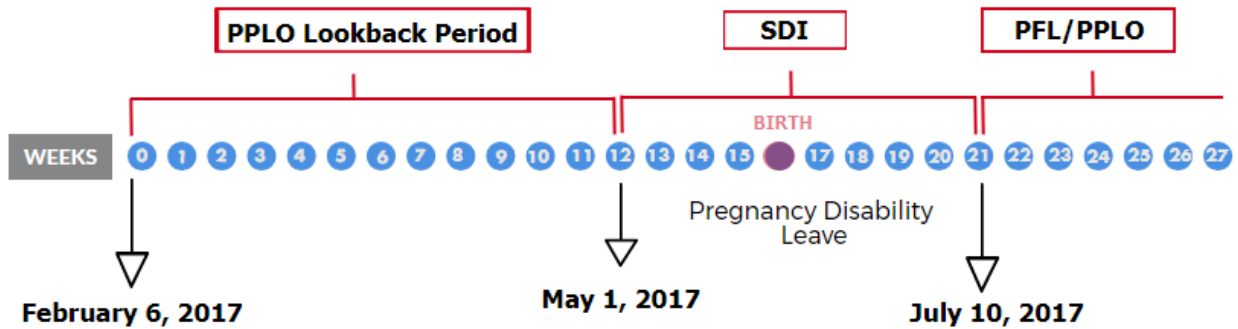 PPLO Lookback Period
SDI
PFL/PPLO
BIRTH
WEEKS 0 1 2 3 4 5 6 7 8 9 10 11 12 13 14 15 17 18 19 20 21 22 23 24 25 26 27
Pregnancy Disability
Leave
February 6, 2017
May 1, 2017
July 10, 2017